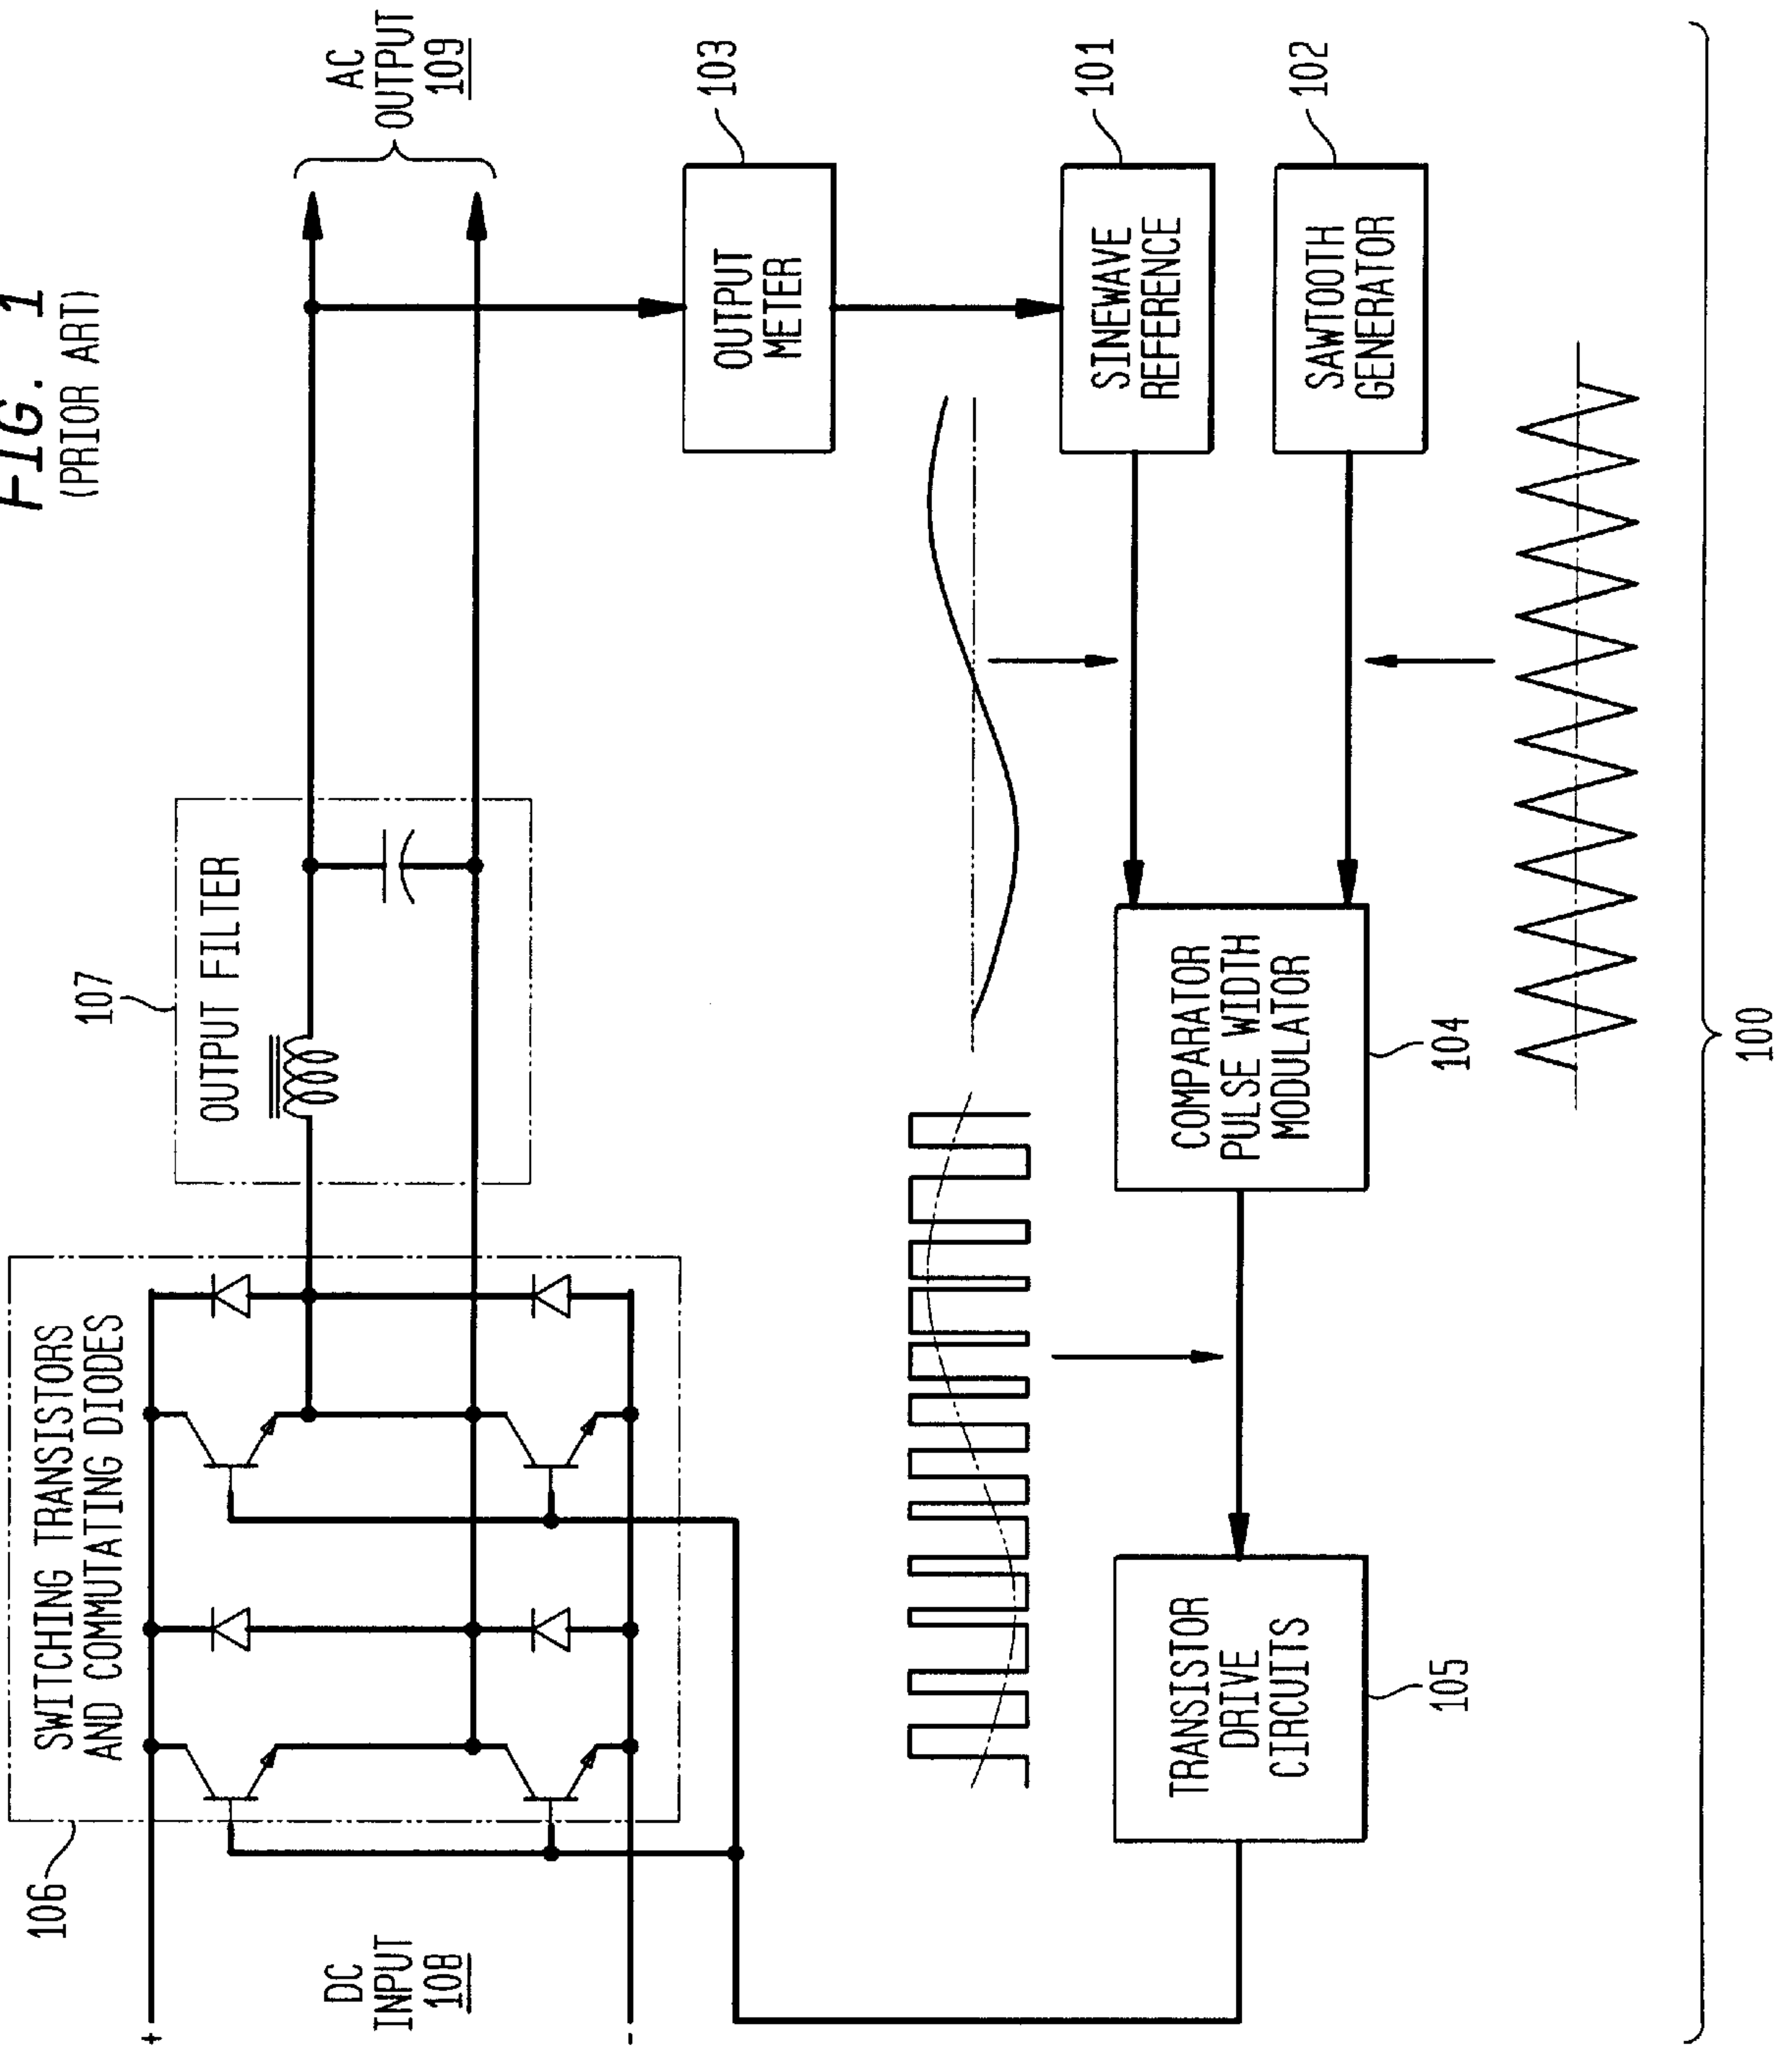 FIG. 1
(PRIOR ART)
SWITCHING TRANSISTORS
AND COMMUTATING DIODES
106
107
OUTPUT FILTER
AC
OUTPUT
109
+
DC
INPUT
108
-
OUTPUT
METER
103
SINEWAVE
REFERENCE
101
SAWTOOTH
GENERATOR
102
COMPARATOR
PULSE WIDTH
MODULATOR
104
TRANSISTOR
DRIVE
CIRCUITS
105
100